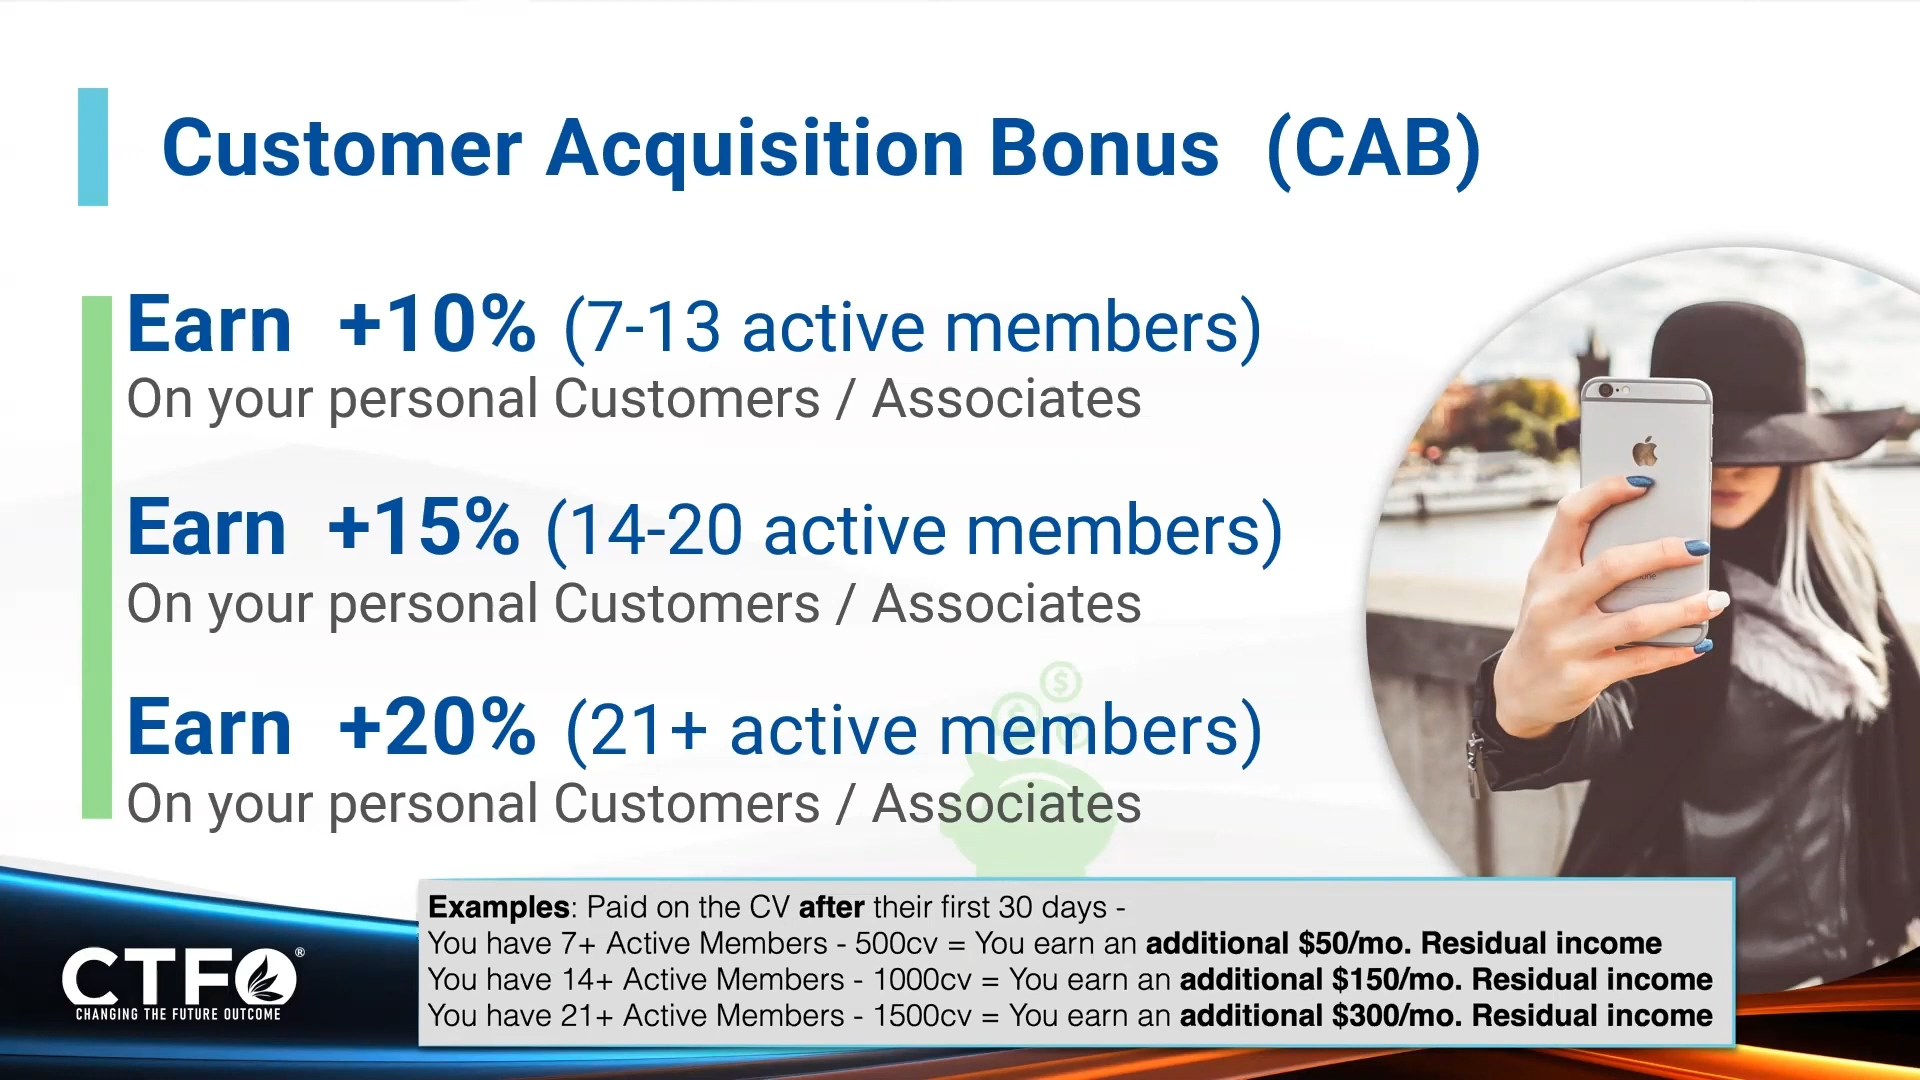 Customer Acquisition Bonus (CAB)
Earn +10% (7-13 active members)
On your personal Customers / Associates
Earn +15% (14-20 active members)
On your personal Customers / Associates
Earn +20% (21+ active members)
On your personal Customers / Associates
Examples: Paid on the CV after their first 30 days -
You have 7+ Active Members - 500cv = You earn an additional $50/mo. Residual income
You have 14+ Active Members - 1000cv = You earn an additional $150/mo. Residual income
You have 21+ Active Members - 1500cv = You earn an additional $300/mo. Residual income
CTFO®
CHANGING THE FUTURE OUTCOME